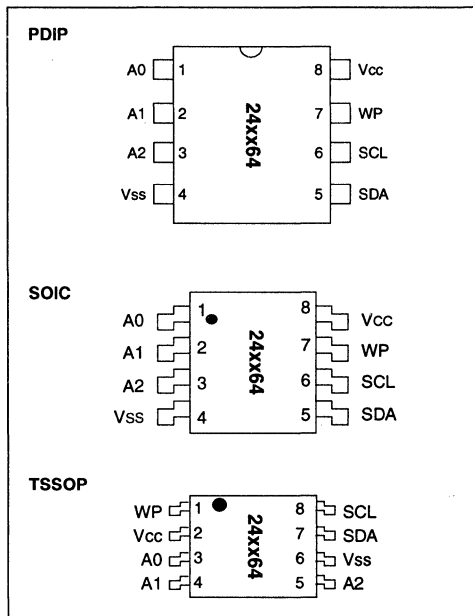 PDIP
A0 1 8 Vcc
A1 2 7 WP
A2 3 6 SCL
Vss 4 5 SDA
24xx64
SOIC
A0 1 8 Vcc
A1 2 7 WP
A2 3 6 SCL
Vss 4 5 SDA
24xx64
TSSOP
WP 1 8 SCL
Vcc 2 7 SDA
A0 3 6 Vss
A1 4 5 A2
24xx64